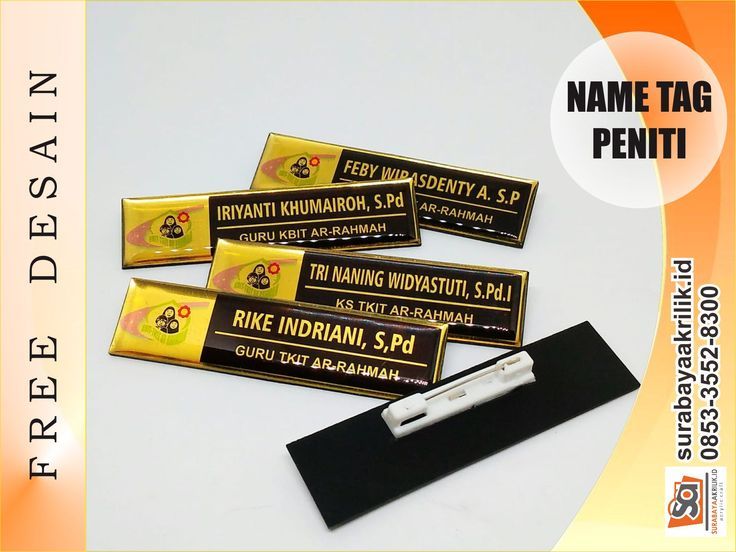 FREE DESAIN
NAME TAG
PENITI
FEBY WIRASDENTY A. S.P
AR-RAHMAH
IRIYANTI KHUMAIROH, S.Pd
GURU KBIT AR-RAHMAH
TRI NANING WIDYASTUTI, S.Pd.I
KS TKIT AR-RAHMAH
RIKE INDRIANI, S,Pd
GURU TKIT AR-RAHMAH
surabayaakrilik.id
0853-3552-8300
SURABAYAAKRILIK.ID
acrylic craft